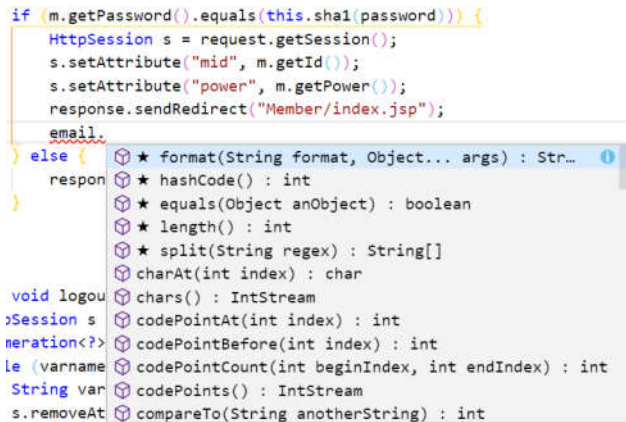 if (m.getPassword().equals(this.sha1(password))) {
HttpSession s = request.getSession();
s.setAttribute("mid", m.getId());
s.setAttribute("power", m.getPower());
response.sendRedirect("Member/index.jsp");
email.
} else {
★ format(String format, Object... args) : Str…
respon
★ hashCode() : int
}
★ equals(Object anObject) : boolean
★ length() : int
★ split(String regex) : String[]
charAt(int index) : char
void logou
chars() : IntStream
Session s
codePointAt(int index) : int
meration<?>
codePointBefore(int index) : int
le (varname
codePointCount(int beginIndex, int endIndex) : int
String var
codePoints() : IntStream
s.removeAt
compareTo(String anotherString) : int